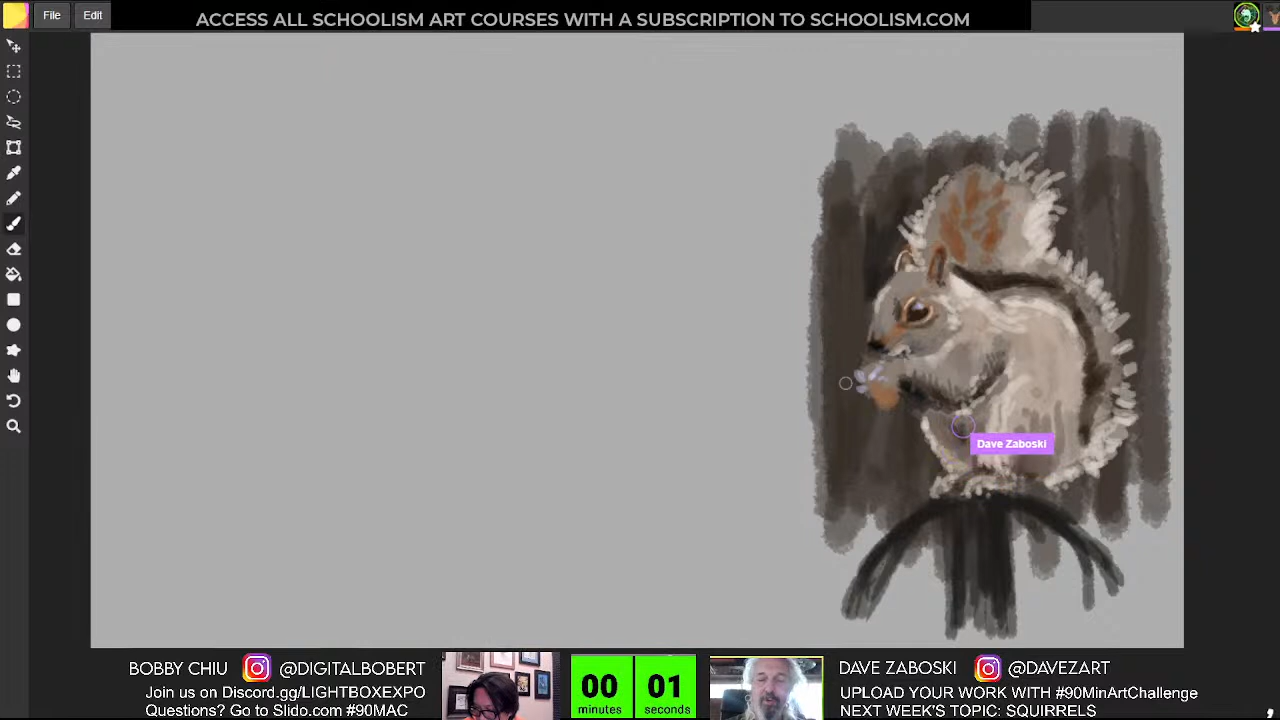 ACCESS ALL SCHOOLISM ART COURSES WITH A SUBSCRIPTION TO SCHOOLISM.COM
File Edit
Dave Zaboski
BOBBY CHIU @DIGITALBOBERT
Join us on Discord.gg/LIGHTBOXEXPO
Questions? Go to Slido.com #90MAC
00 01
minutes seconds
DAVE ZABOSKI @DAVEZART
UPLOAD YOUR WORK WITH #90MinArtChallenge
NEXT WEEK'S TOPIC: SQUIRRELS